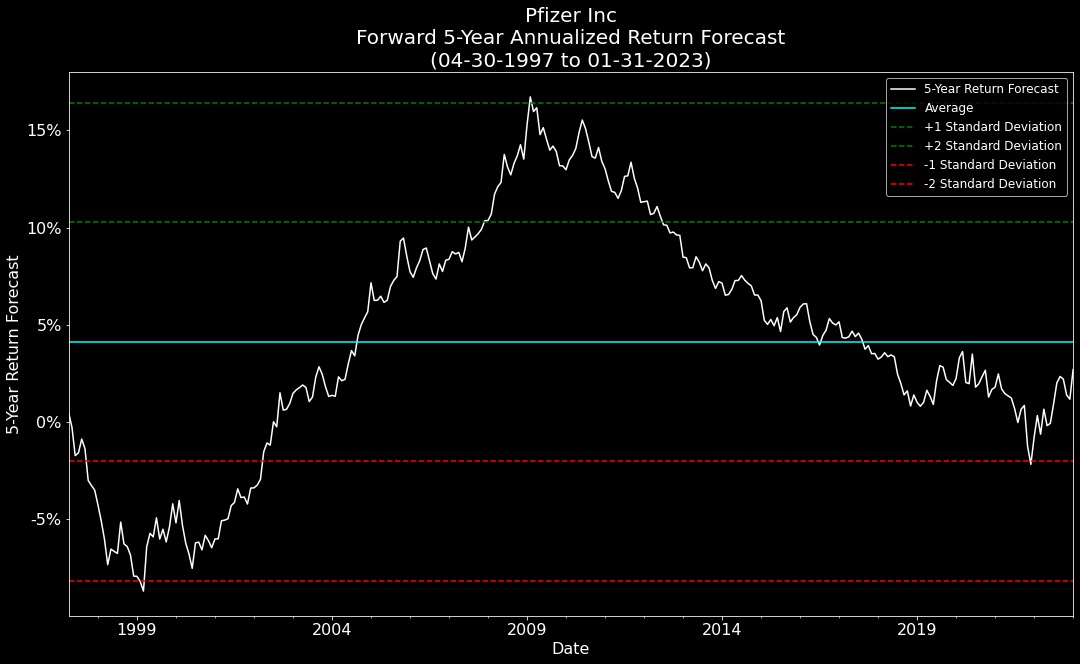 Pfizer Inc
Forward 5-Year Annualized Return Forecast
(04-30-1997 to 01-31-2023)
5-Year Return Forecast
Average
+1 Standard Deviation
+2 Standard Deviation
-1 Standard Deviation
-2 Standard Deviation
15%
10%
5%
0%
-5%
5-Year Return Forecast
1999
2004
2009
2014
2019
Date